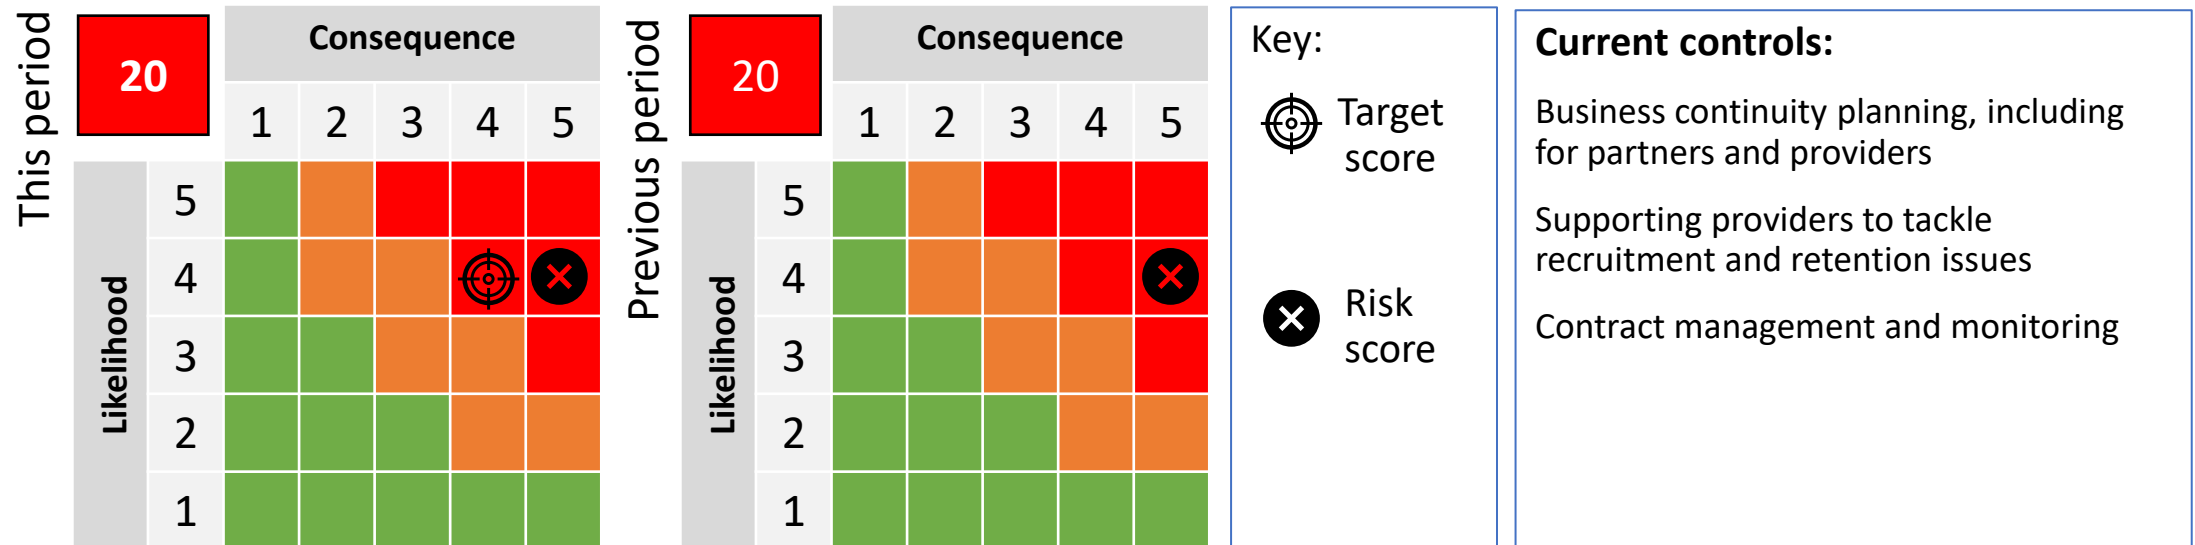 This period
20
Consequence
1 2 3 4 5
Likelihood
5
4
3
2
1
Previous period
20
Consequence
1 2 3 4 5
Likelihood
5
4
3
2
1
Key:
Target
score
Risk
score
Current controls:
Business continuity planning, including
for partners and providers
Supporting providers to tackle
recruitment and retention issues
Contract management and monitoring